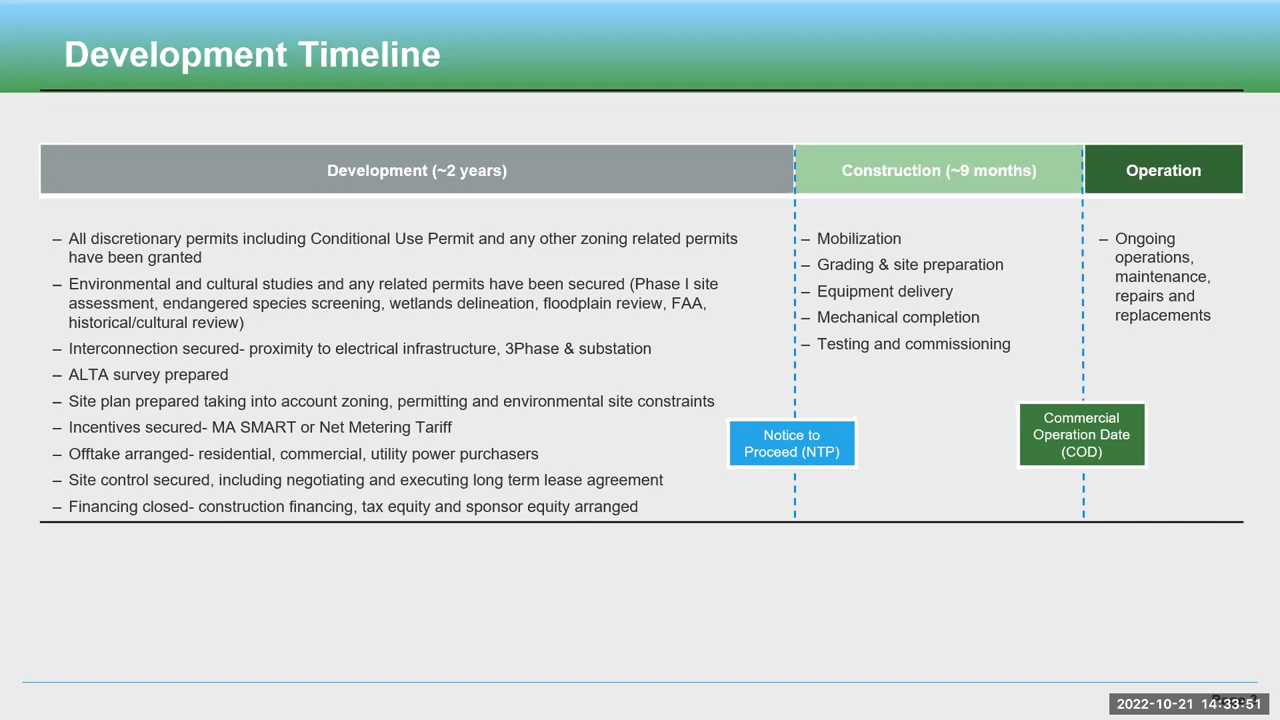 Development Timeline
Development (~2 years)
Construction (~9 months)
Operation
– All discretionary permits including Conditional Use Permit and any other zoning related permits
have been granted
– Environmental and cultural studies and any related permits have been secured (Phase I site
assessment, endangered species screening, wetlands delineation, floodplain review, FAA,
historical/cultural review)
– Interconnection secured- proximity to electrical infrastructure, 3Phase & substation
– ALTA survey prepared
– Site plan prepared taking into account zoning, permitting and environmental site constraints
– Incentives secured- MA SMART or Net Metering Tariff
– Offtake arranged- residential, commercial, utility power purchasers
– Site control secured, including negotiating and executing long term lease agreement
– Financing closed- construction financing, tax equity and sponsor equity arranged
– Mobilization
– Grading & site preparation
– Equipment delivery
– Mechanical completion
– Testing and commissioning
– Ongoing
operations,
maintenance,
repairs and
replacements
Notice to
Proceed (NTP)
Commercial
Operation Date
(COD)
2022-10-21 14:33:51